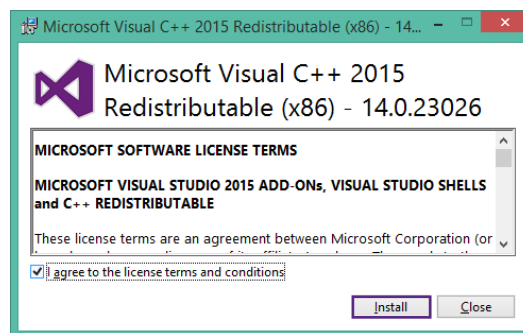 Microsoft Visual C++ 2015 Redistributable (x86) - 14...
Microsoft Visual C++ 2015
Redistributable (x86) - 14.0.23026
MICROSOFT SOFTWARE LICENSE TERMS
MICROSOFT VISUAL STUDIO 2015 ADD-ONs, VISUAL STUDIO SHELLS
and C++ REDISTRIBUTABLE
These license terms are an agreement between Microsoft Corporation (or
I agree to the license terms and conditions
Install
Close